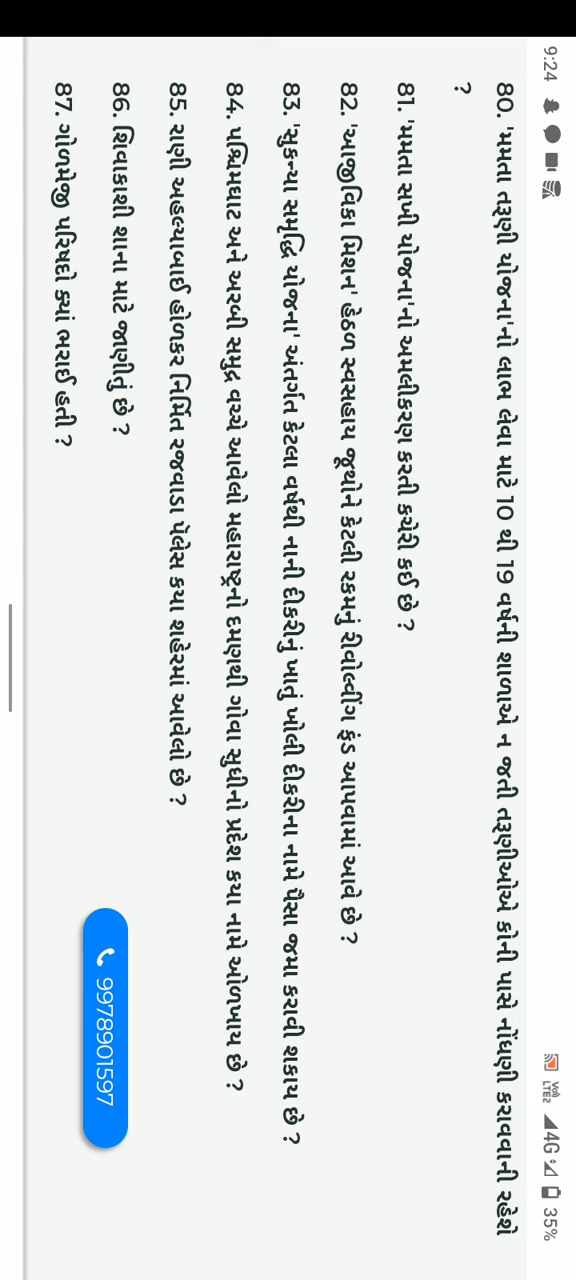 9:24
4G 35%
VoLTE2
80. 'મમતા તરૂણી યોજના'નો લાભ લેવા માટે 10 થી 19 વર્ષની શાળાએ ન જતી તરૂણીઓએ કોની પાસે નોંધણી કરાવવાની રહેશે
?
81. 'મમતા સખી યોજના'નો અમલીકરણ કરતી કચેરી કઈ છે ?
82. 'આજીવિકા મિશન' હેઠળ સ્વસહાય જૂથોને કેટલી રકમનું રીવોલ્વીંગ ફંડ આપવામાં આવે છે ?
83. 'સુકન્યા સમૃદ્ધિ યોજના' અંતર્ગત કેટલા વર્ષથી નાની દીકરીનું ખાતું ખોલી દીકરીના નામે પૈસા જમા કરાવી શકાય છે ?
84. પશ્ચિમઘાટ અને અરબી સમુદ્ર વચ્ચે આવેલો મહારાષ્ટ્રનો દમણથી ગોવા સુધીનો પ્રદેશ કયા નામે ઓળખાય છે ?
85. રાણી અહલ્યાબાઈ હોળકર નિર્મિત રજવાડા પેલેસ કયા શહેરમાં આવેલો છે ?
86. શિવાકાશી શાના માટે જાણીતું છે ?
87. ગોળમેજી પરિષદો ક્યાં ભરાઈ હતી ?
9978901597